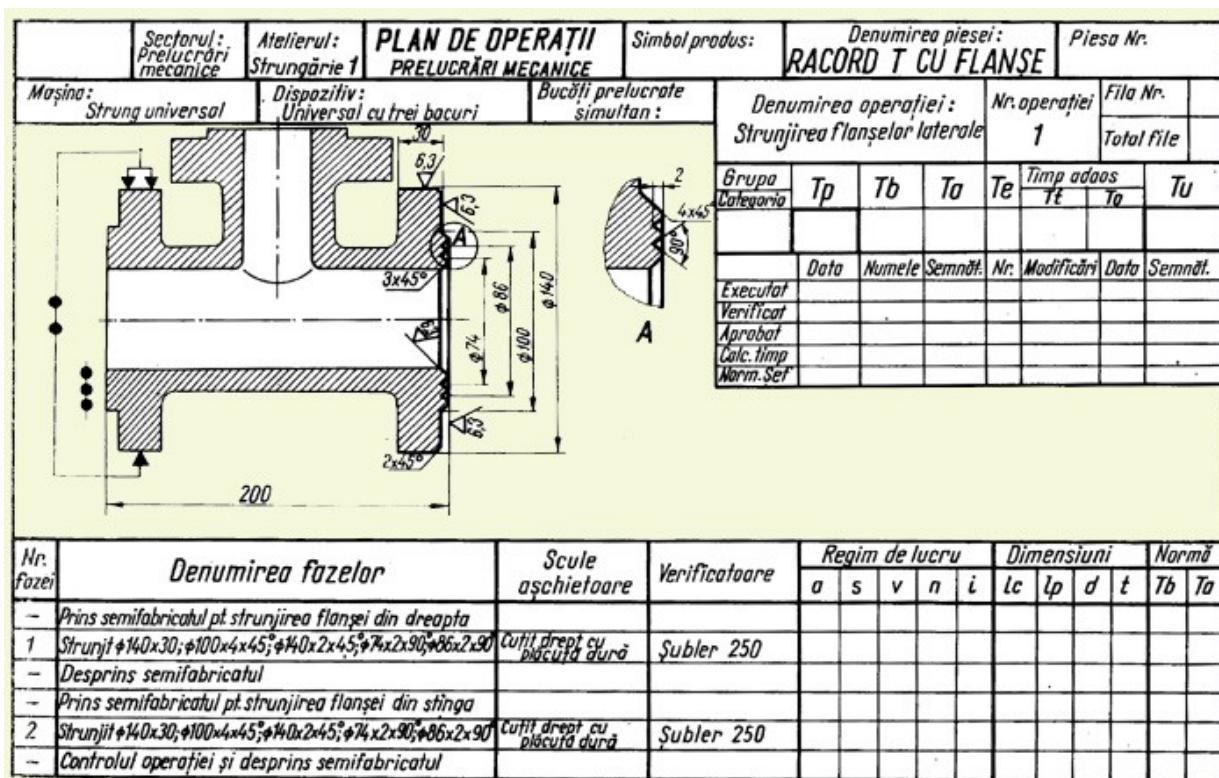 Sectorul:
Prelucrări
mecanice
Atelierul:
Strungărie 1
PLAN DE OPERAȚII
PRELUCRĂRI MECANICE
Simbol produs:
Denumirea piesei:
RACORD T CU FLANȘE
Piesa Nr.
Mașina:
Strung universal
Dispozitiv:
Universal cu trei bacuri
Bucăți prelucrate
simultan:
Denumirea operației:
Strunjirea flanșelor laterale
Nr. operației
1
Fila Nr.
Total file
Grupa
Categoria
Tp
Tb
Ta
Te
Timp adaos
Tt
To
Tu
Data
Numele
Semnăt.
Nr.
Modificări
Data
Semnăt.
Executat
Verificat
Aprobat
Calc. timp
Norm. Șef
30
6,3
6,3
A
3x45°
6,3
ϕ74
ϕ86
ϕ100
ϕ140
6,3
2x45°
200
2
4x45°
90°
A
Nr.
fazei
Denumirea fazelor
Scule
așchietoare
Verificatoare
Regim de lucru
a s v n i
Dimensiuni
lc lp d t
Normă
Tb Ta
– Prins semifabricatul pt. strunjirea flanșei din dreapta
1 Strunjit ϕ140x30; ϕ100x4x45°; ϕ140x2x45°; ϕ74x2x90°; ϕ86x2x90° Cuțit drept cu plăcuță dură Șubler 250
– Desprins semifabricatul
– Prins semifabricatul pt. strunjirea flanșei din stînga
2 Strunjit ϕ140x30; ϕ100x4x45°; ϕ140x2x45°; ϕ74x2x90°; ϕ86x2x90° Cuțit drept cu plăcuță dură Șubler 250
– Controlul operației și desprins semifabricatul